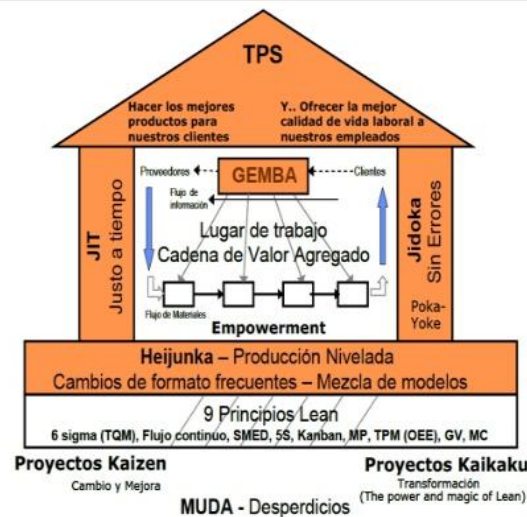 TPS
Hacer los mejores
productos para
nuestros clientes
Y.. Ofrecer la mejor
calidad de vida laboral a
nuestros empleados
Proveedores
GEMBA
Clientes
Flujo de
información
JIT
Justo a tiempo
Lugar de trabajo
Cadena de Valor Agregado
Flujo de Materiales
Empowerment
Jidoka
Sin Errores
Poka-
Yoke
Heijunka – Producción Nivelada
Cambios de formato frecuentes – Mezcla de modelos
9 Principios Lean
6 sigma (TQM), Flujo continuo, SMED, 5S, Kanban, MP, TPM (OEE), GV, MC
Proyectos Kaizen
Cambio y Mejora
Proyectos Kaikaku
Transformación
(The power and magic of Lean)
MUDA - Desperdicios